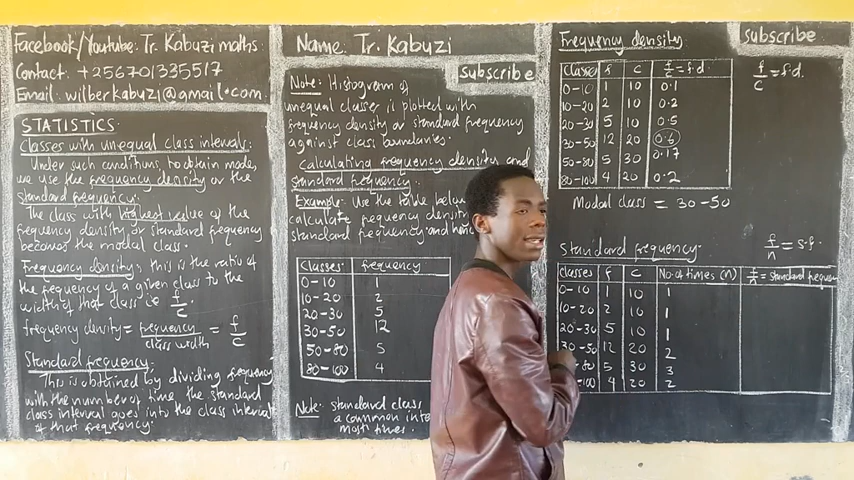 Facebook/Youtube: Tr. Kabuzi maths
Contact: +256701335517
Email: wilberkabuzi@gmail.com
STATISTICS
Classes with unequal class intervals:
Under such conditions, to obtain mode,
we use the frequency density or the
standard frequency:
The class with highest value of the
frequency density or standard frequency
becomes the modal class.
Frequency density: this is the ratio of
the frequency of a given class to the
width of that class ie f/c.
frequency density = frequency/class width = f/c
Standard frequency:
This is obtained by dividing frequency
with the number of time the standard
class interval goes into the class interval
of that frequency.
Name: Tr. Kabuzi
subscribe
Note: Histogram of
unequal classes is plotted with
frequency density or standard frequency
against class boundaries.
Calculating frequency density and
standard frequency:
Example: Use the table below
calculate frequency density
standard frequency and hence
Classes frequency
0-10 1
10-20 2
20-30 5
30-50 12
50-80 5
80-100 4
Note: standard class
a common inte
most times.
Frequency density:
subscribe
Classes f c f/c = f.d.
0-10 1 10 0.1
10-20 2 10 0.2
20-30 5 10 0.5
30-50 12 20 0.6
50-80 5 30 0.17
80-100 4 20 0.2
f/c = f.d.
Modal class = 30-50
Standard frequency:
f/n = s.f.
Classes f c No. of times (n) f/n = standard frequen
0-10 1 10 1
10-20 2 10 1
20-30 5 10 1
30-50 12 20 2
-80 5 30 3
-100 4 20 2